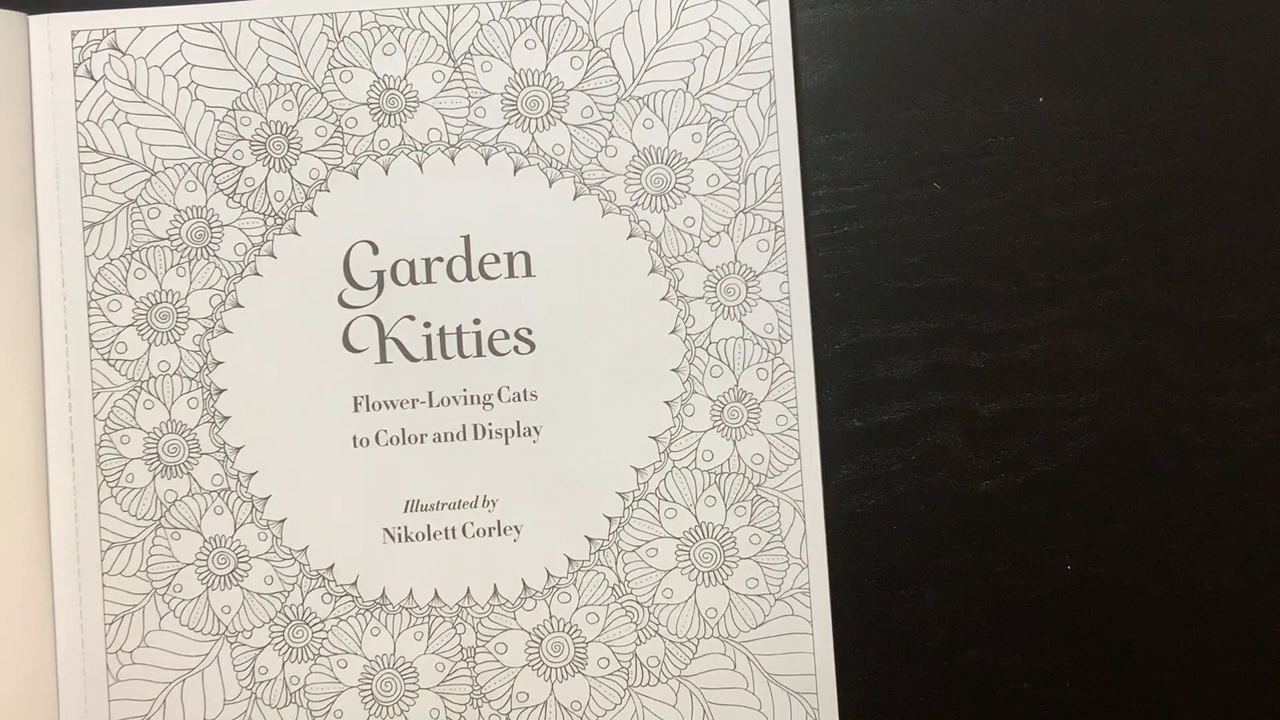 Garden
Kitties
Flower-Loving Cats
to Color and Display
Illustrated by
Nikolett Corley